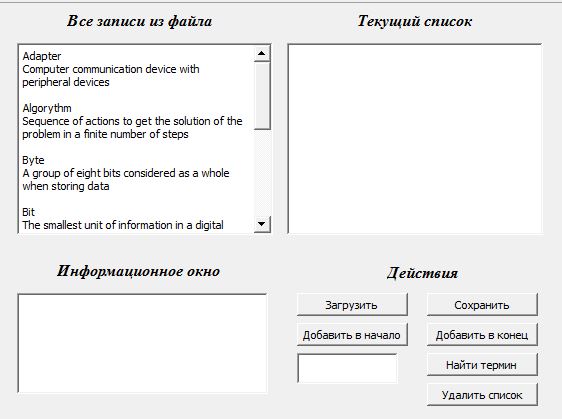 Все записи из файла
Текущий список
Adapter
Computer communication device with
peripheral devices
Algorythm
Sequence of actions to get the solution of the
problem in a finite number of steps
Byte
A group of eight bits considered as a whole
when storing data
Bit
The smallest unit of information in a digital
Информационное окно
Действия
Загрузить
Сохранить
Добавить в начало
Добавить в конец
Найти термин
Удалить список